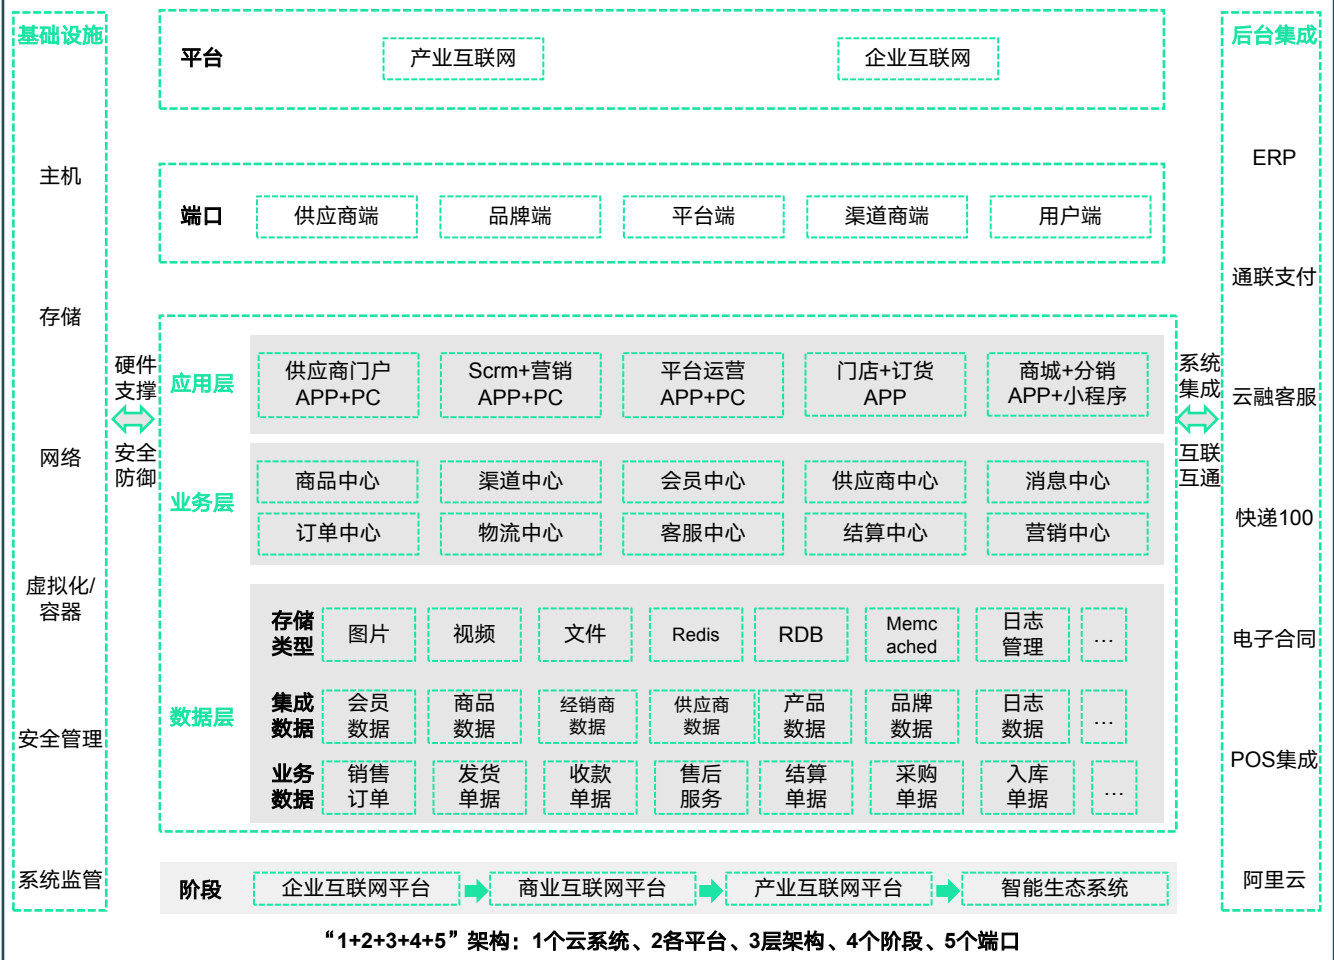 基础设施
主机
存储
网络
虚拟化/
容器
安全管理
系统监管
硬件
支撑
安全
防御
平台
产业互联网
企业互联网
端口
供应商端
品牌端
平台端
渠道商端
用户端
应用层
供应商门户
APP+PC
Scrm+营销
APP+PC
平台运营
APP+PC
门店+订货
APP
商城+分销
APP+小程序
业务层
商品中心
渠道中心
会员中心
供应商中心
消息中心
订单中心
物流中心
客服中心
结算中心
营销中心
数据层
存储
类型
图片
视频
文件
Redis
RDB
Memc
ached
日志
管理
...
集成
数据
会员
数据
商品
数据
经销商
数据
供应商
数据
产品
数据
品牌
数据
日志
数据
...
业务
数据
销售
订单
发货
单据
收款
单据
售后
服务
结算
单据
采购
单据
入库
单据
...
阶段
企业互联网平台
商业互联网平台
产业互联网平台
智能生态系统
“1+2+3+4+5”架构：1个云系统、2各平台、3层架构、4个阶段、5个端口
系统
集成
互联
互通
后台集成
ERP
通联支付
云融客服
快递100
电子合同
POS集成
阿里云